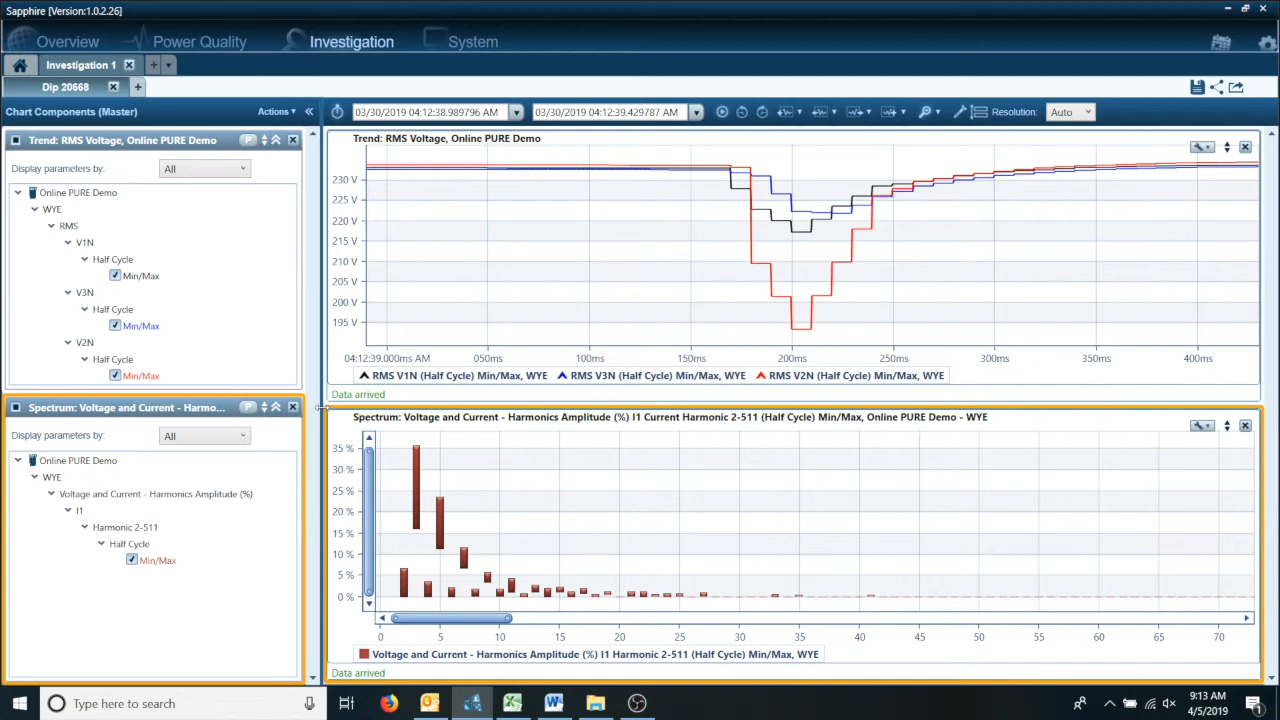 Sapphire [Version:1.0.2.26]
Overview Power Quality Investigation System
Investigation 1
Dip 20668
Chart Components (Master) Actions
03/30/2019 04:12:38.989796 AM 03/30/2019 04:12:39.429787 AM Resolution: Auto
Trend: RMS Voltage, Online PURE Demo P
Display parameters by: All
Online PURE Demo
WYE
RMS
V1N
Half Cycle
Min/Max
V3N
Half Cycle
Min/Max
V2N
Half Cycle
Min/Max
Trend: RMS Voltage, Online PURE Demo
230 V
225 V
220 V
215 V
210 V
205 V
200 V
195 V
04:12:39.000ms AM 050ms 100ms 150ms 200ms 250ms 300ms 350ms 400ms
RMS V1N (Half Cycle) Min/Max, WYE RMS V3N (Half Cycle) Min/Max, WYE RMS V2N (Half Cycle) Min/Max, WYE
Data arrived
Spectrum: Voltage and Current - Harmo... P
Display parameters by: All
Online PURE Demo
WYE
Voltage and Current - Harmonics Amplitude (%)
I1
Harmonic 2-511
Half Cycle
Min/Max
Spectrum: Voltage and Current - Harmonics Amplitude (%) I1 Current Harmonic 2-511 (Half Cycle) Min/Max, Online PURE Demo - WYE
35 %
30 %
25 %
20 %
15 %
10 %
5 %
0 %
0 5 10 15 20 25 30 35 40 45 50 55 60 65 70
Voltage and Current - Harmonics Amplitude (%) I1 Harmonic 2-511 (Half Cycle) Min/Max, WYE
Data arrived
Type here to search
9:13 AM
4/5/2019
1